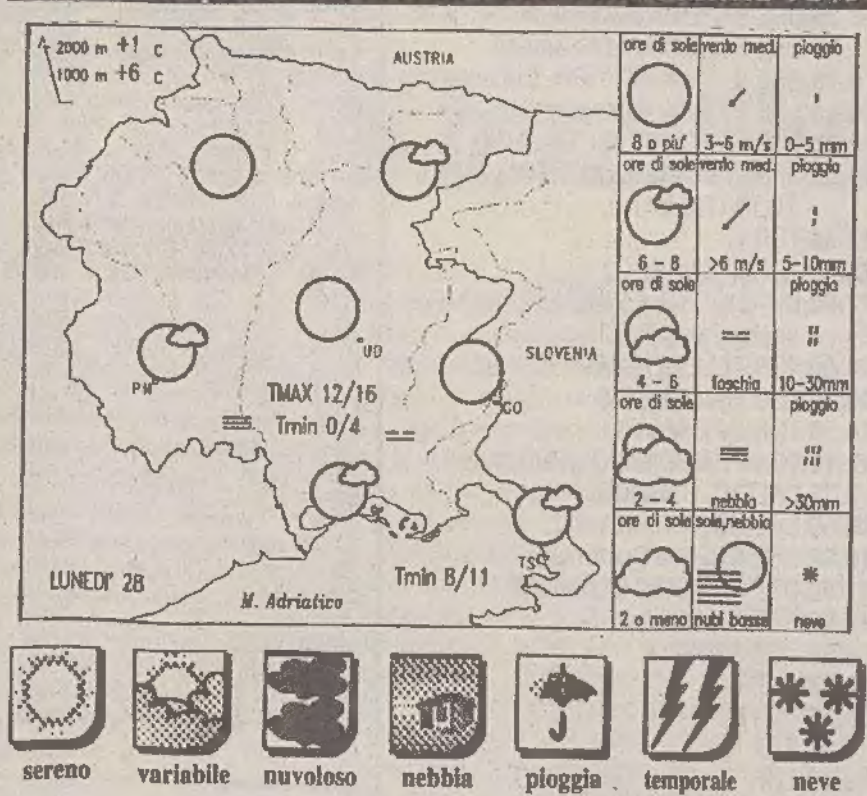 2000 m +1 c
1000 m +6 c
AUSTRIA
SLOVENIA
UD
PN
GO
TMAX 12/16
Tmin 0/4
TS
Tmin 8/11
LUNEDI' 28
M. Adriatico
ore di sole vento med. pioggia
8 o piu' 3-6 m/s 0-5 mm
ore di sole vento med. pioggia
6 - 8 >6 m/s 5-10mm
ore di sole pioggia
4 - 6 foschia 10-30mm
ore di sole pioggia
2 - 4 nebbia >30mm
ore di sole sole,nebbia
2 o meno nubi basse neve
sereno variabile nuvoloso nebbia pioggia temporale neve